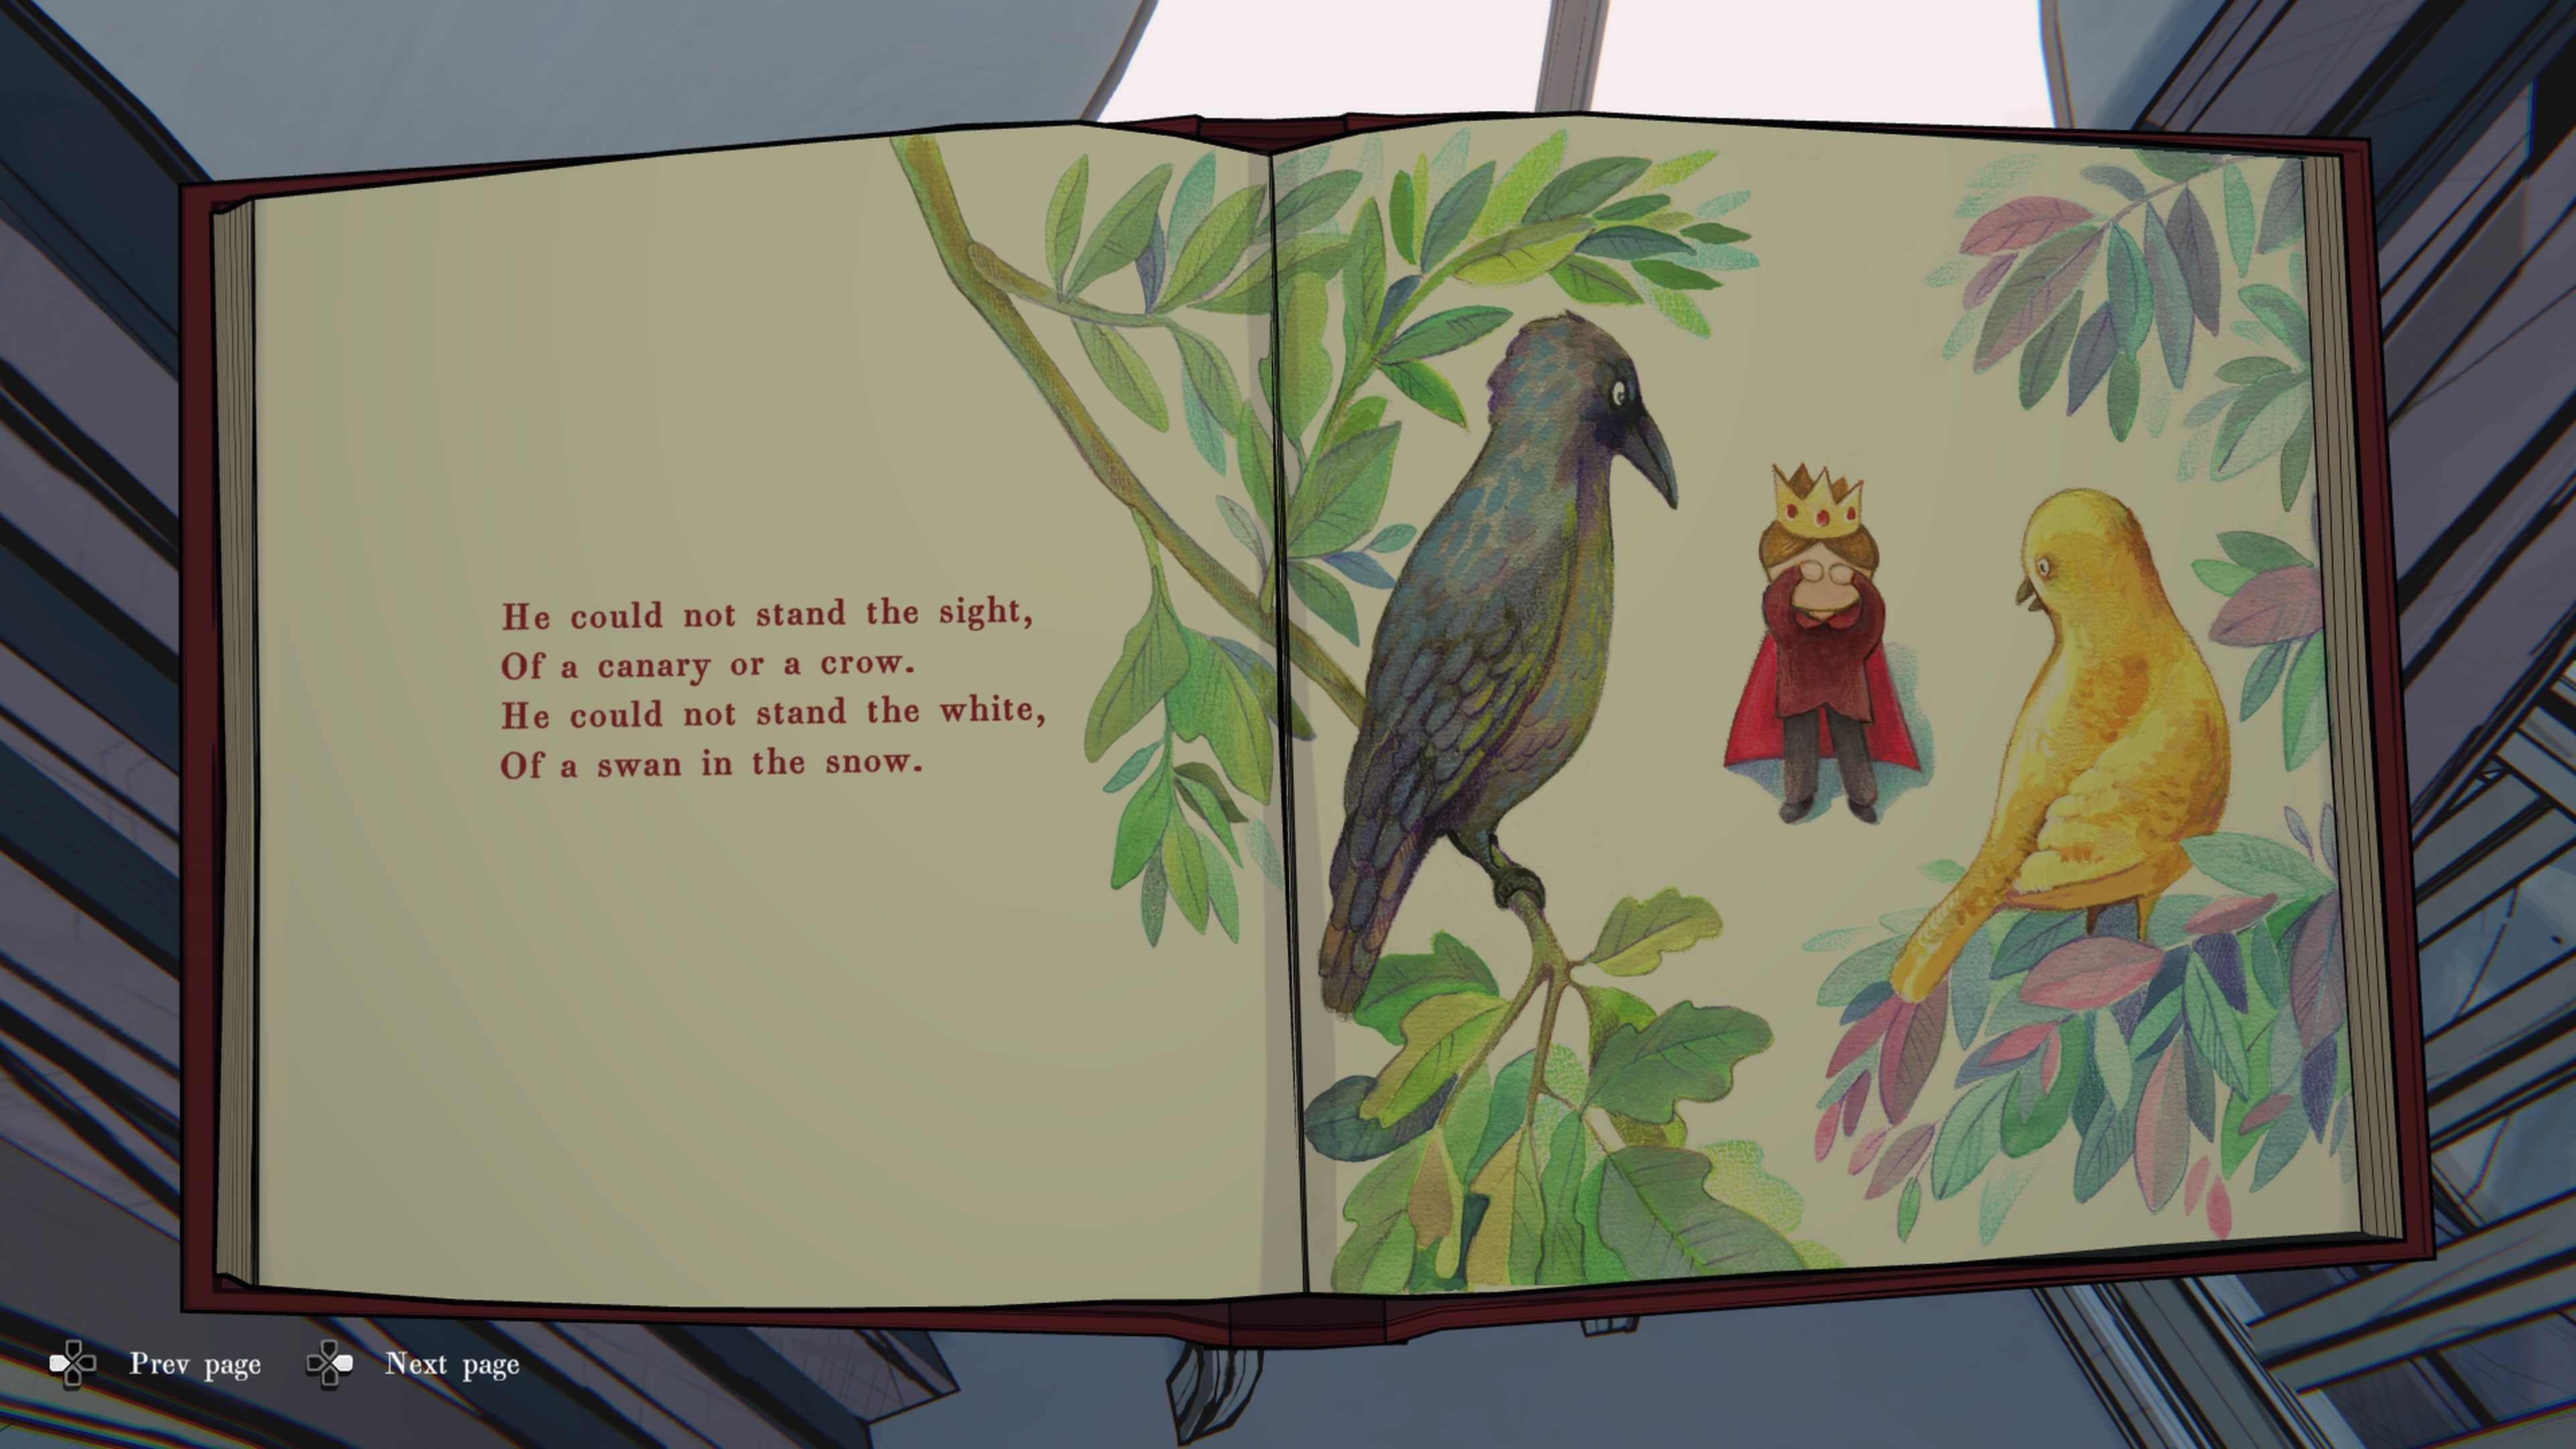 He could not stand the sight,
Of a canary or a crow.
He could not stand the white,
Of a swan in the snow.
Prev page
Next page